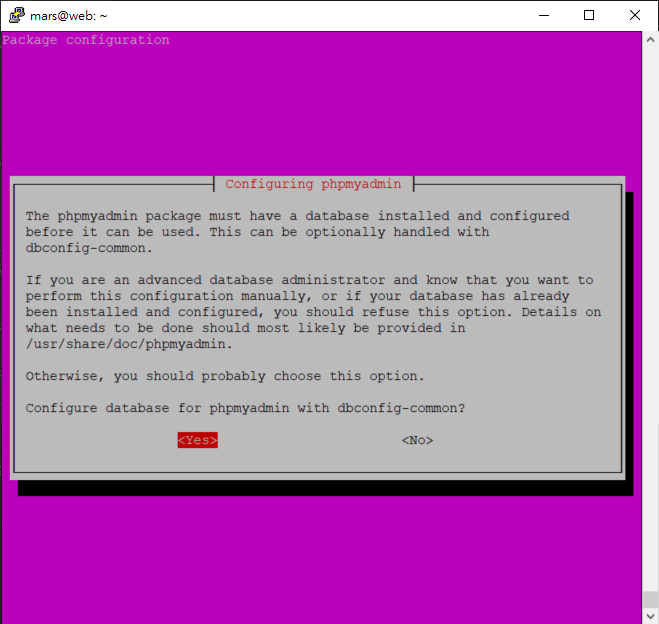 mars@web: ~
Package configuration
Configuring phpmyadmin
The phpmyadmin package must have a database installed and configured
before it can be used. This can be optionally handled with
dbconfig-common.
If you are an advanced database administrator and know that you want to
perform this configuration manually, or if your database has already
been installed and configured, you should refuse this option. Details on
what needs to be done should most likely be provided in
/usr/share/doc/phpmyadmin.
Otherwise, you should probably choose this option.
Configure database for phpmyadmin with dbconfig-common?
<Yes> <No>